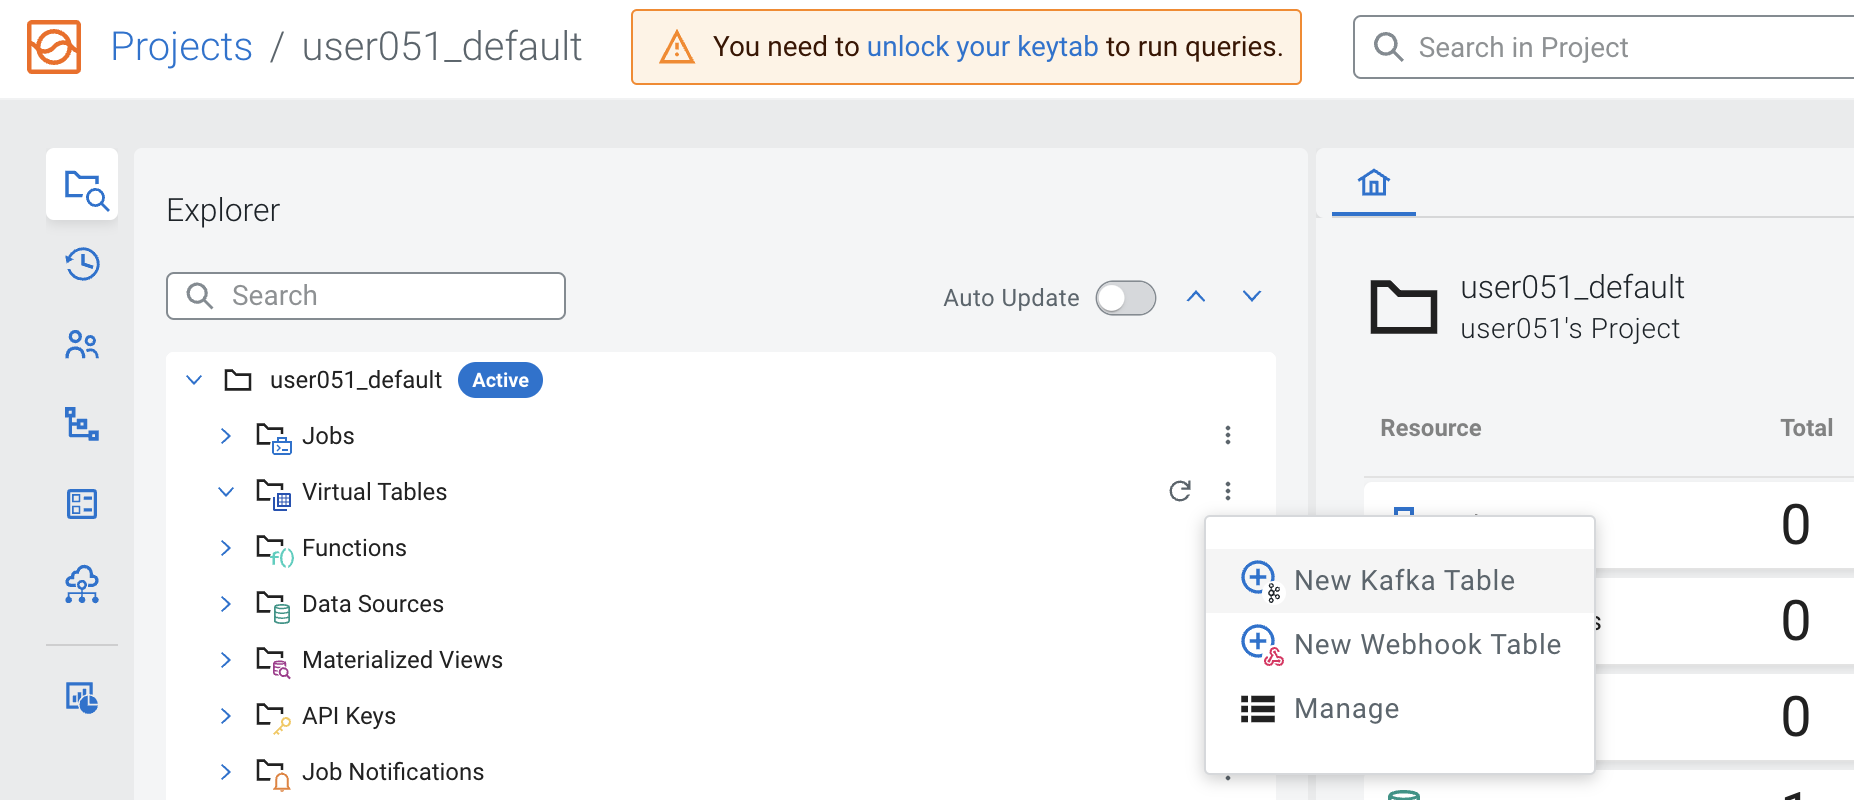 Projects / user051_default
You need to unlock your keytab to run queries.
Search in Project
Explorer
Search
Auto Update
user051_default Active
Jobs
Virtual Tables
Functions
f()
Data Sources
Materialized Views
API Keys
Job Notifications
New Kafka Table
New Webhook Table
Manage
user051_default
user051's Project
Resource Total
0
s 0
0